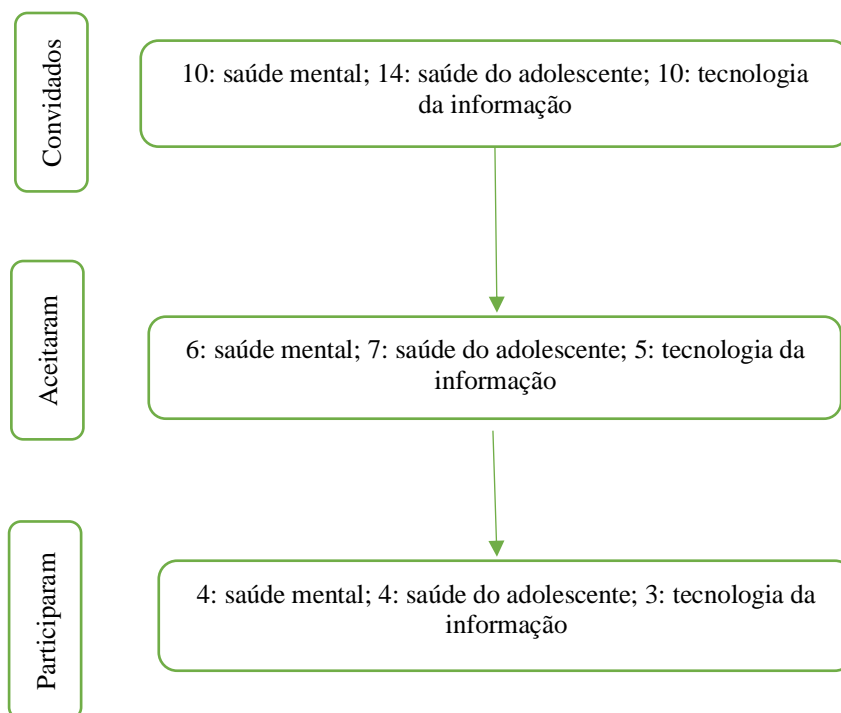 Convidados
10: saúde mental; 14: saúde do adolescente; 10: tecnologia
da informação
Aceitaram
6: saúde mental; 7: saúde do adolescente; 5: tecnologia da
informação
Participaram
4: saúde mental; 4: saúde do adolescente; 3: tecnologia da
informação